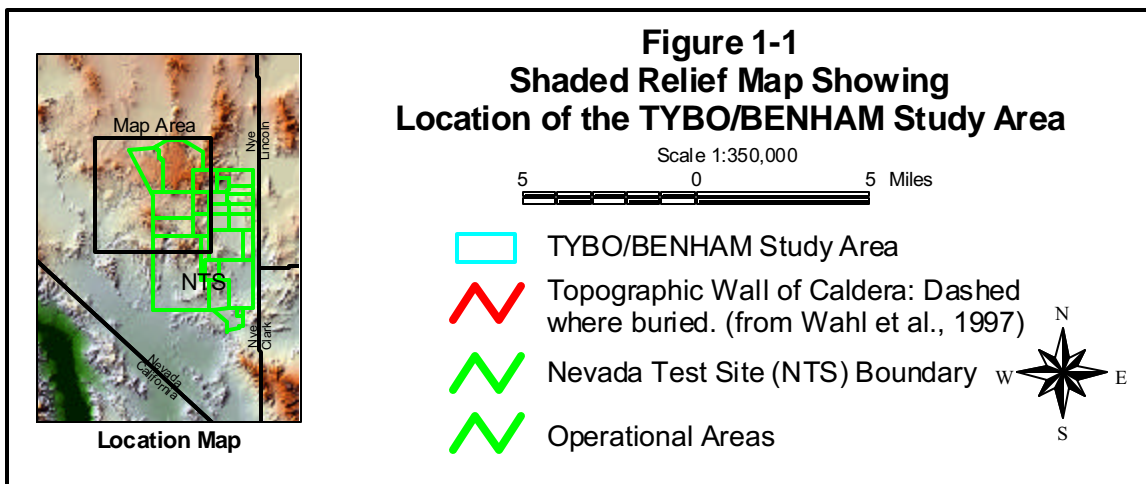 Figure 1-1
Shaded Relief Map Showing
Location of the TYBO/BENHAM Study Area
Scale 1:350,000
5 0 5 Miles
TYBO/BENHAM Study Area
Topographic Wall of Caldera: Dashed
where buried. (from Wahl et al., 1997)
Nevada Test Site (NTS) Boundary
Operational Areas
N
W E
S
Map Area
Nye
Lincoln
NTS
Nye
Clark
Nevada
California
Location Map